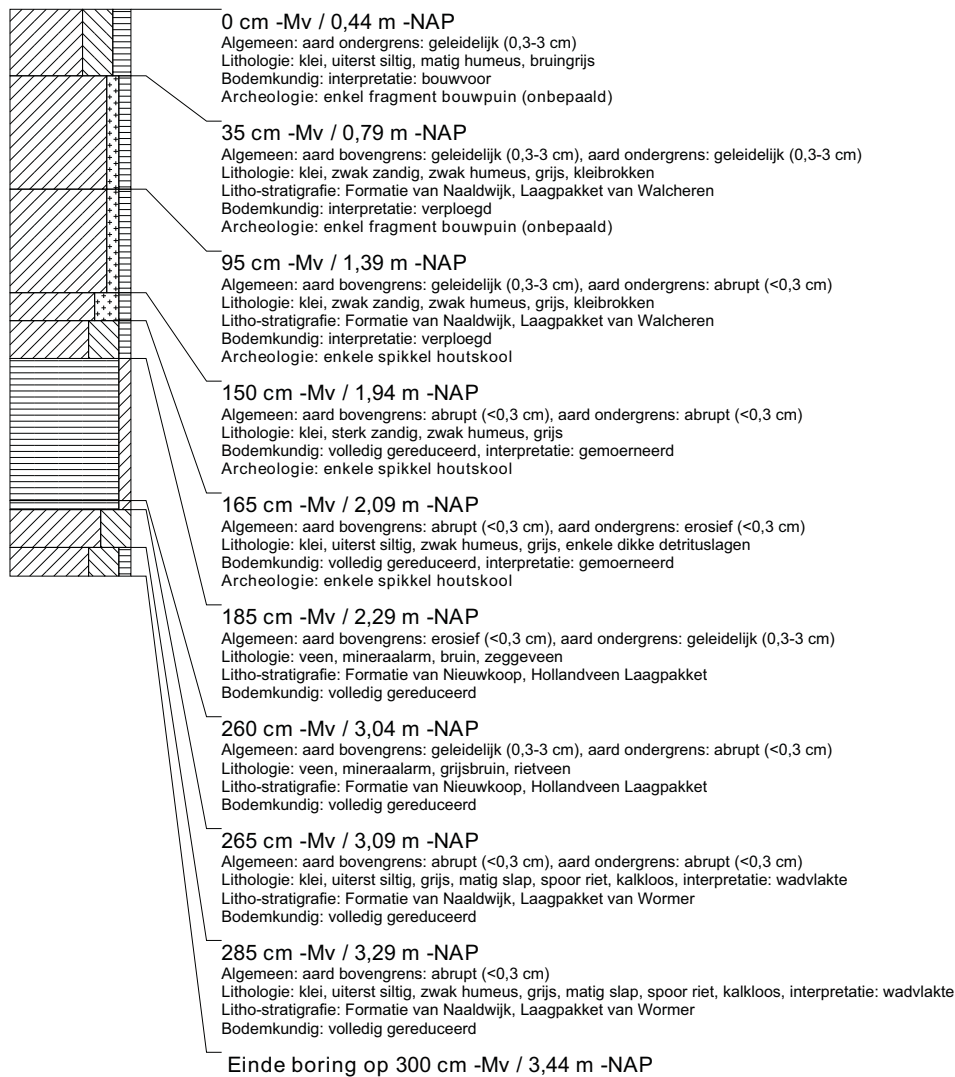 0 cm -Mv / 0,44 m -NAP
Algemeen: aard ondergrens: geleidelijk (0,3-3 cm)
Lithologie: klei, uiterst siltig, matig humeus, bruingrijs
Bodemkundig: interpretatie: bouwvoor
Archeologie: enkel fragment bouwpuin (onbepaald)
35 cm -Mv / 0,79 m -NAP
Algemeen: aard bovengrens: geleidelijk (0,3-3 cm), aard ondergrens: geleidelijk (0,3-3 cm)
Lithologie: klei, zwak zandig, zwak humeus, grijs, kleibrokken
Litho-stratigrafie: Formatie van Naaldwijk, Laagpakket van Walcheren
Bodemkundig: interpretatie: verploegd
Archeologie: enkel fragment bouwpuin (onbepaald)
95 cm -Mv / 1,39 m -NAP
Algemeen: aard bovengrens: geleidelijk (0,3-3 cm), aard ondergrens: abrupt (<0,3 cm)
Lithologie: klei, zwak zandig, zwak humeus, grijs, kleibrokken
Litho-stratigrafie: Formatie van Naaldwijk, Laagpakket van Walcheren
Bodemkundig: interpretatie: verploegd
Archeologie: enkele spikkel houtskool
150 cm -Mv / 1,94 m -NAP
Algemeen: aard bovengrens: abrupt (<0,3 cm), aard ondergrens: abrupt (<0,3 cm)
Lithologie: klei, sterk zandig, zwak humeus, grijs
Bodemkundig: volledig gereduceerd, interpretatie: gemoerneerd
Archeologie: enkele spikkel houtskool
165 cm -Mv / 2,09 m -NAP
Algemeen: aard bovengrens: abrupt (<0,3 cm), aard ondergrens: erosief (<0,3 cm)
Lithologie: klei, uiterst siltig, zwak humeus, grijs, enkele dikke detrituslagen
Bodemkundig: volledig gereduceerd, interpretatie: gemoerneerd
Archeologie: enkele spikkel houtskool
185 cm -Mv / 2,29 m -NAP
Algemeen: aard bovengrens: erosief (<0,3 cm), aard ondergrens: geleidelijk (0,3-3 cm)
Lithologie: veen, mineraalarm, bruin, zeggeveen
Litho-stratigrafie: Formatie van Nieuwkoop, Hollandveen Laagpakket
Bodemkundig: volledig gereduceerd
260 cm -Mv / 3,04 m -NAP
Algemeen: aard bovengrens: geleidelijk (0,3-3 cm), aard ondergrens: abrupt (<0,3 cm)
Lithologie: veen, mineraalarm, grijsbruin, rietveen
Litho-stratigrafie: Formatie van Nieuwkoop, Hollandveen Laagpakket
Bodemkundig: volledig gereduceerd
265 cm -Mv / 3,09 m -NAP
Algemeen: aard bovengrens: abrupt (<0,3 cm), aard ondergrens: abrupt (<0,3 cm)
Lithologie: klei, uiterst siltig, grijs, matig slap, spoor riet, kalkloos, interpretatie: wadvlakte
Litho-stratigrafie: Formatie van Naaldwijk, Laagpakket van Wormer
Bodemkundig: volledig gereduceerd
285 cm -Mv / 3,29 m -NAP
Algemeen: aard bovengrens: abrupt (<0,3 cm)
Lithologie: klei, uiterst siltig, zwak humeus, grijs, matig slap, spoor riet, kalkloos, interpretatie: wadvlakte
Litho-stratigrafie: Formatie van Naaldwijk, Laagpakket van Wormer
Bodemkundig: volledig gereduceerd
Einde boring op 300 cm -Mv / 3,44 m -NAP